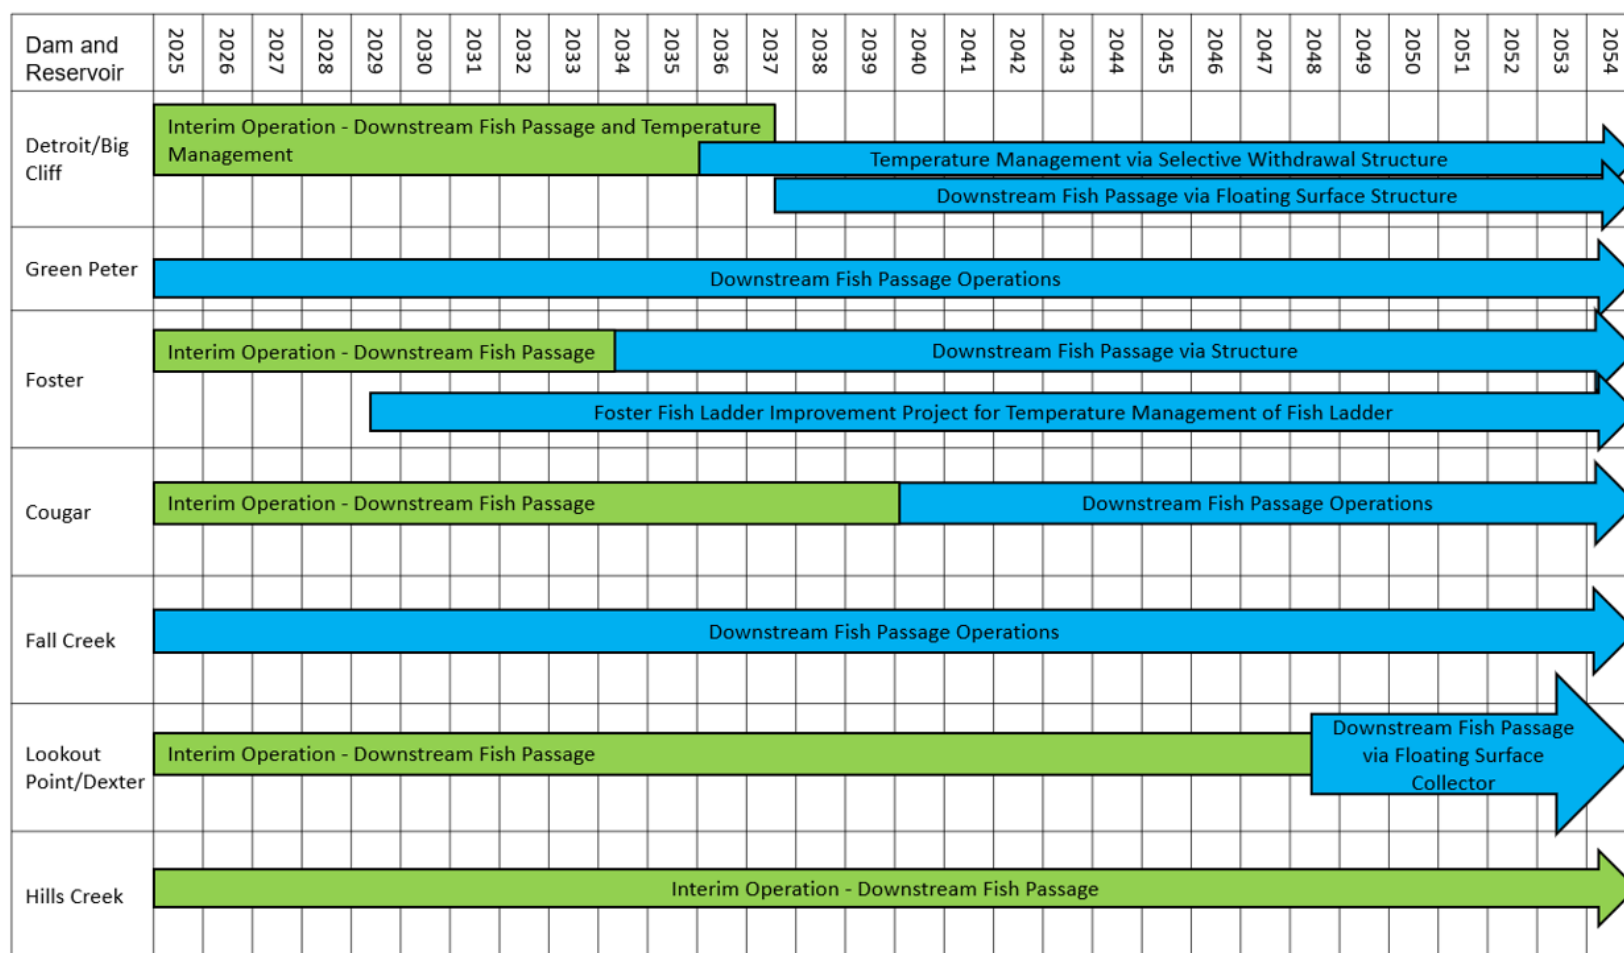 Dam and
Reservoir
2025
2026
2027
2028
2029
2030
2031
2032
2033
2034
2035
2036
2037
2038
2039
2040
2041
2042
2043
2044
2045
2046
2047
2048
2049
2050
2051
2052
2053
2054
Detroit/Big
Cliff
Interim Operation - Downstream Fish Passage and Temperature
Management
Temperature Management via Selective Withdrawal Structure
Downstream Fish Passage via Floating Surface Structure
Green Peter
Downstream Fish Passage Operations
Foster
Interim Operation - Downstream Fish Passage
Downstream Fish Passage via Structure
Foster Fish Ladder Improvement Project for Temperature Management of Fish Ladder
Cougar
Interim Operation - Downstream Fish Passage
Downstream Fish Passage Operations
Fall Creek
Downstream Fish Passage Operations
Lookout
Point/Dexter
Interim Operation - Downstream Fish Passage
Downstream Fish Passage
via Floating Surface
Collector
Hills Creek
Interim Operation - Downstream Fish Passage